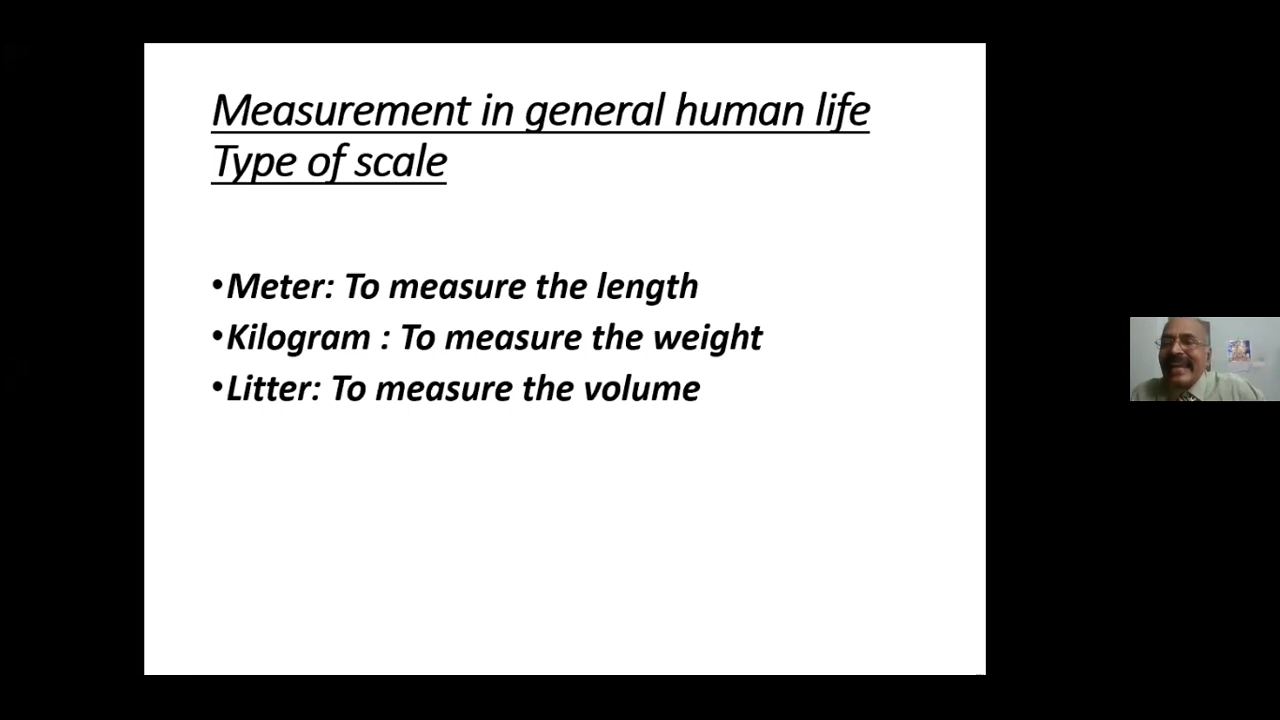 Measurement in general human life
Type of scale
•Meter: To measure the length
•Kilogram : To measure the weight
•Litter: To measure the volume